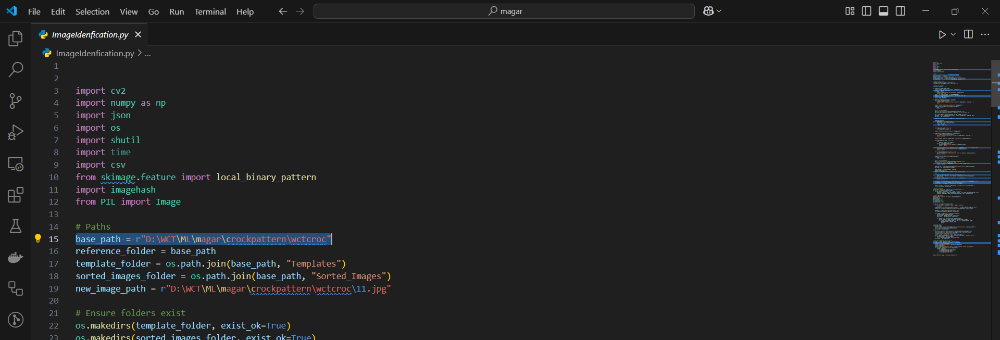 File Edit Selection View Go Run Terminal Help
magar
ImageIdenfication.py
ImageIdenfication.py > ...
1
2
3 import cv2
4 import numpy as np
5 import json
6 import os
7 import shutil
8 import time
9 import csv
10 from skimage.feature import local_binary_pattern
11 import imagehash
12 from PIL import Image
13
14 # Paths
15 base_path = r"D:\WCT\ML\magar\crockpattern\wctcroc"
16 reference_folder = base_path
17 template_folder = os.path.join(base_path, "Templates")
18 sorted_images_folder = os.path.join(base_path, "Sorted_Images")
19 new_image_path = r"D:\WCT\ML\magar\crockpattern\wctcroc\11.jpg"
20
21 # Ensure folders exist
22 os.makedirs(template_folder, exist_ok=True)
23 os.makedirs(sorted_images_folder, exist_ok=True)